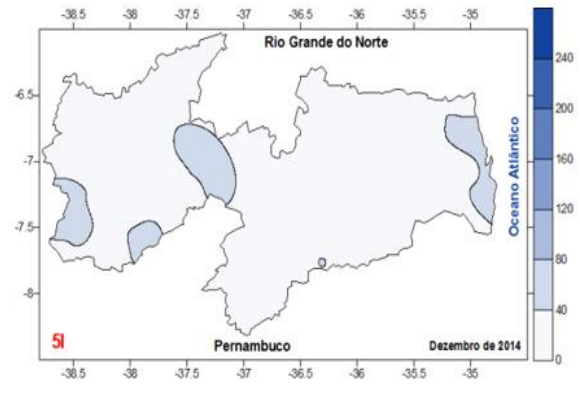 -38.5 -38 -37.5 -37 -36.5 -36 -35.5 -35
Rio Grande do Norte
240
-6.5
200
160
-7
Oceano Atlântico
120
-7.5
80
-8
40
5I
Pernambuco
Dezembro de 2014
0
-38.5 -38 -37.5 -37 -36.5 -36 -35.5 -35